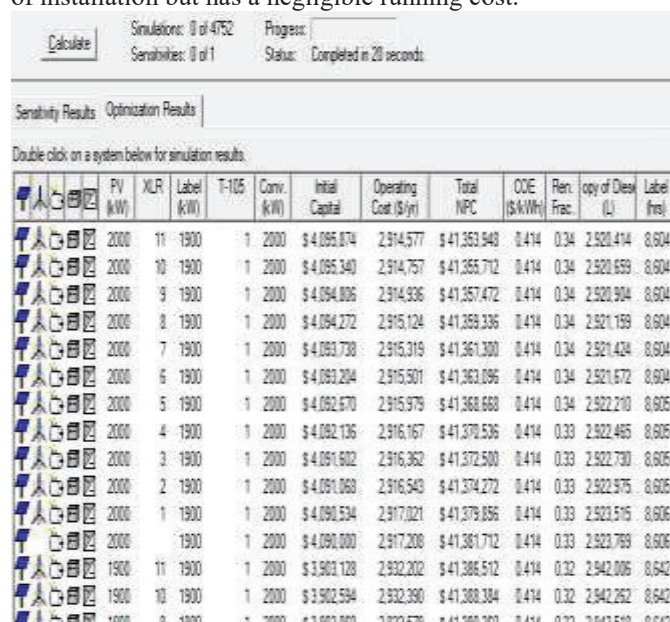 of installation but has a negligible running cost.
Calculate Simulations: 0 of 4752 Progress:
Sensitivities: 0 of 1 Status: Completed in 20 seconds.
Sensitivity Results Optimization Results
Double click on a system below for simulation results.
PV (kW) XLR Label (kW) T-105 Conv. (kW) Initial Capital Operating Cost ($/yr) Total NPC COE ($/kWh) Ren. Frac. opy of Dies (L) Label (hrs)
2000 11 1900 1 2000 $ 4,095,874 2,914,577 $ 41,353,948 0.414 0.34 2,920,414 8,604
2000 10 1900 1 2000 $ 4,095,340 2,914,757 $ 41,355,712 0.414 0.34 2,920,659 8,604
2000 9 1900 1 2000 $ 4,094,806 2,914,936 $ 41,357,472 0.414 0.34 2,920,904 8,604
2000 8 1900 1 2000 $ 4,094,272 2,915,124 $ 41,359,336 0.414 0.34 2,921,159 8,604
2000 7 1900 1 2000 $ 4,093,738 2,915,319 $ 41,361,300 0.414 0.34 2,921,424 8,604
2000 6 1900 1 2000 $ 4,093,204 2,915,501 $ 41,363,096 0.414 0.34 2,921,672 8,604
2000 5 1900 1 2000 $ 4,092,670 2,915,979 $ 41,368,668 0.414 0.34 2,922,210 8,605
2000 4 1900 1 2000 $ 4,092,136 2,916,167 $ 41,370,536 0.414 0.33 2,922,465 8,605
2000 3 1900 1 2000 $ 4,091,602 2,916,362 $ 41,372,500 0.414 0.33 2,922,730 8,605
2000 2 1900 1 2000 $ 4,091,068 2,916,543 $ 41,374,272 0.414 0.33 2,922,975 8,605
2000 1 1900 1 2000 $ 4,090,534 2,917,021 $ 41,379,856 0.414 0.33 2,923,515 8,606
2000 1900 1 2000 $ 4,090,000 2,917,208 $ 41,381,712 0.414 0.33 2,923,769 8,606
1900 11 1900 1 2000 $ 3,903,128 2,932,202 $ 41,386,512 0.414 0.32 2,942,006 8,642
1900 10 1900 1 2000 $ 3,902,594 2,932,390 $ 41,388,384 0.414 0.32 2,942,262 8,642